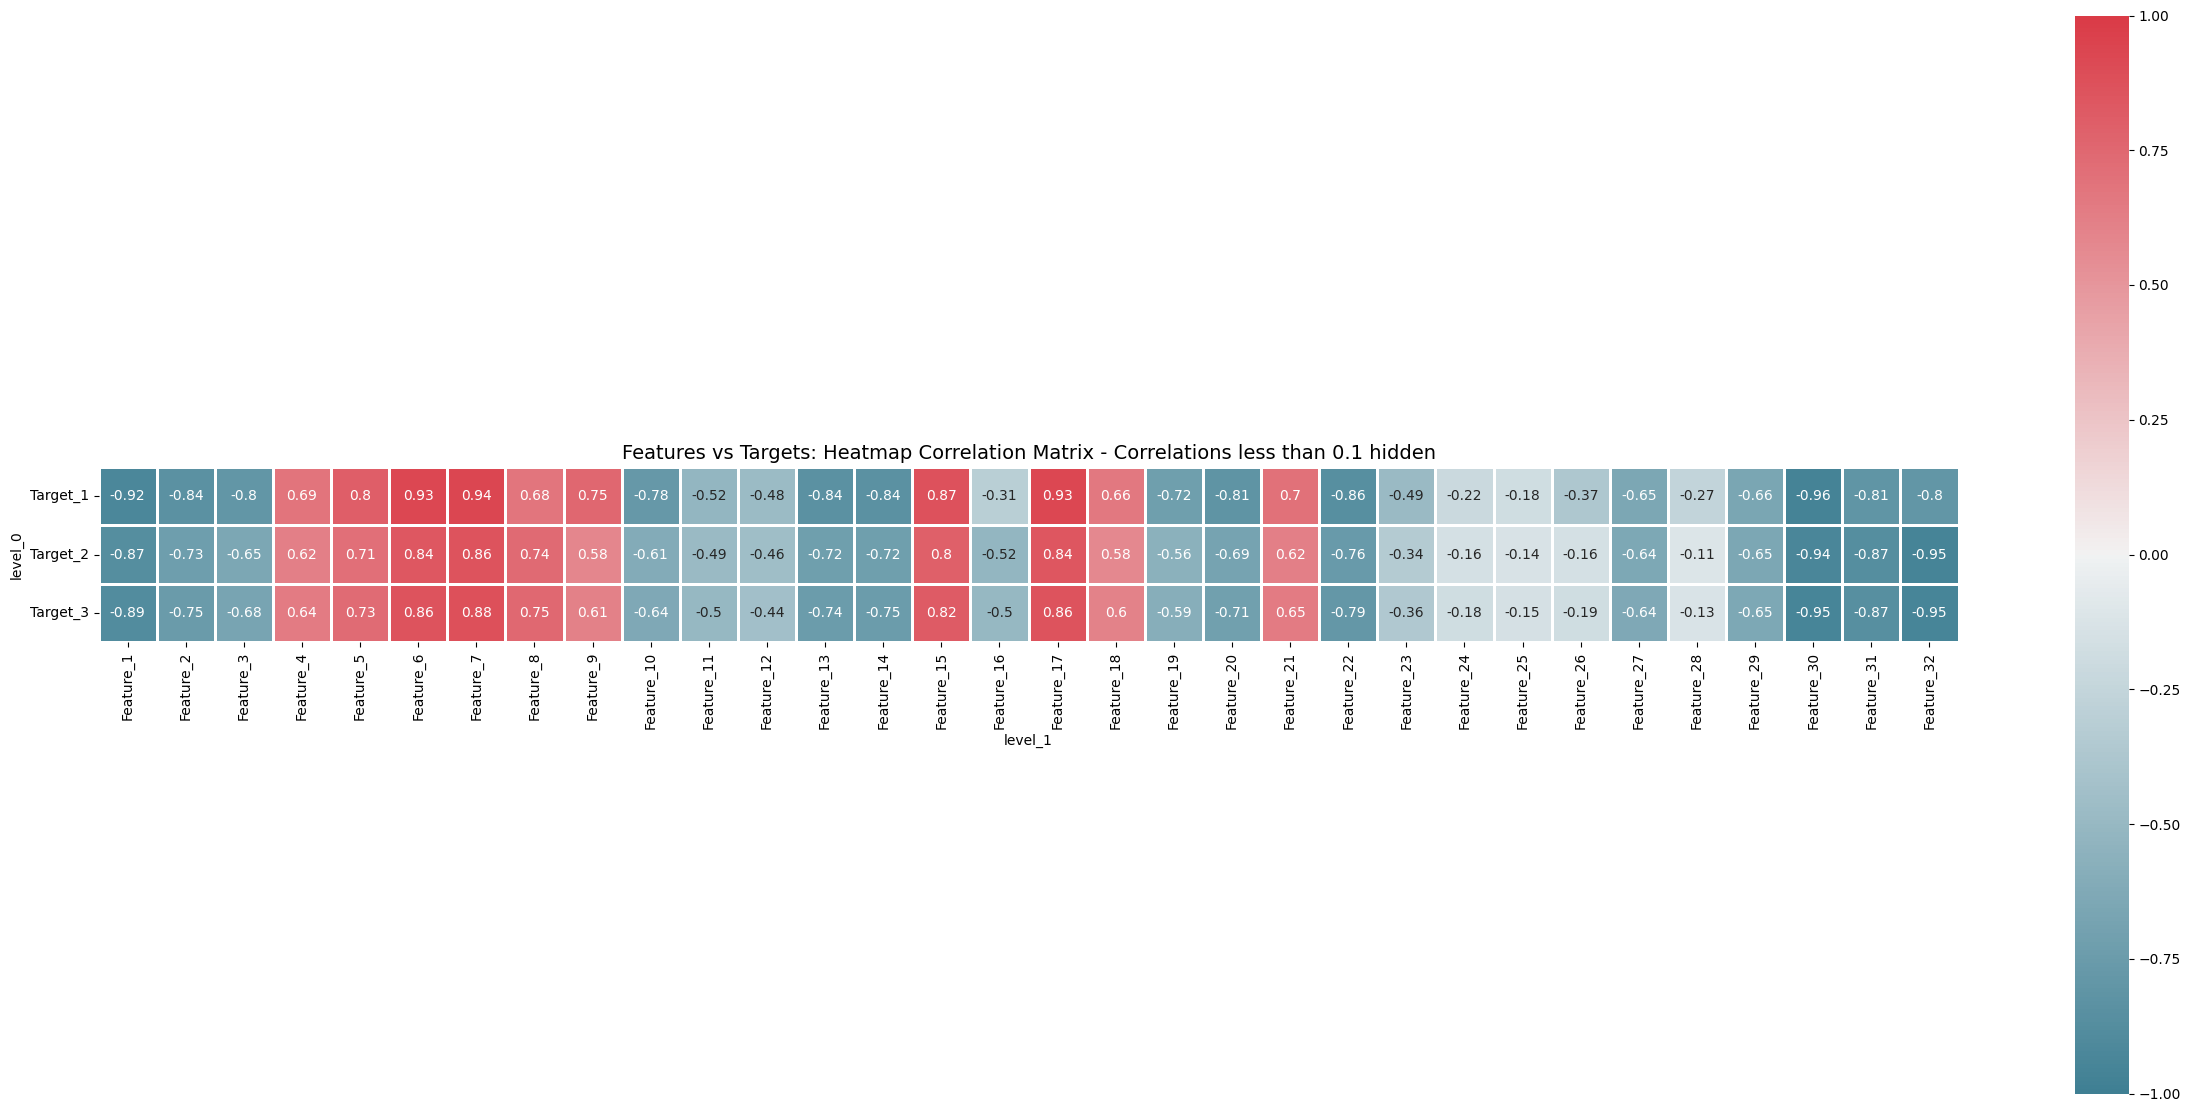 Features vs Targets: Heatmap Correlation Matrix - Correlations less than 0.1 hidden
level_0
Target_1 -0.92 -0.84 -0.8 0.69 0.8 0.93 0.94 0.68 0.75 -0.78 -0.52 -0.48 -0.84 -0.84 0.87 -0.31 0.93 0.66 -0.72 -0.81 0.7 -0.86 -0.49 -0.22 -0.18 -0.37 -0.65 -0.27 -0.66 -0.96 -0.81 -0.8
Target_2 -0.87 -0.73 -0.65 0.62 0.71 0.84 0.86 0.74 0.58 -0.61 -0.49 -0.46 -0.72 -0.72 0.8 -0.52 0.84 0.58 -0.56 -0.69 0.62 -0.76 -0.34 -0.16 -0.14 -0.16 -0.64 -0.11 -0.65 -0.94 -0.87 -0.95
Target_3 -0.89 -0.75 -0.68 0.64 0.73 0.86 0.88 0.75 0.61 -0.64 -0.5 -0.44 -0.74 -0.75 0.82 -0.5 0.86 0.6 -0.59 -0.71 0.65 -0.79 -0.36 -0.18 -0.15 -0.19 -0.64 -0.13 -0.65 -0.95 -0.87 -0.95
Feature_1
Feature_2
Feature_3
Feature_4
Feature_5
Feature_6
Feature_7
Feature_8
Feature_9
Feature_10
Feature_11
Feature_12
Feature_13
Feature_14
Feature_15
Feature_16
Feature_17
Feature_18
Feature_19
Feature_20
Feature_21
Feature_22
Feature_23
Feature_24
Feature_25
Feature_26
Feature_27
Feature_28
Feature_29
Feature_30
Feature_31
Feature_32
level_1
1.00
0.75
0.50
0.25
0.00
−0.25
−0.50
−0.75
−1.00